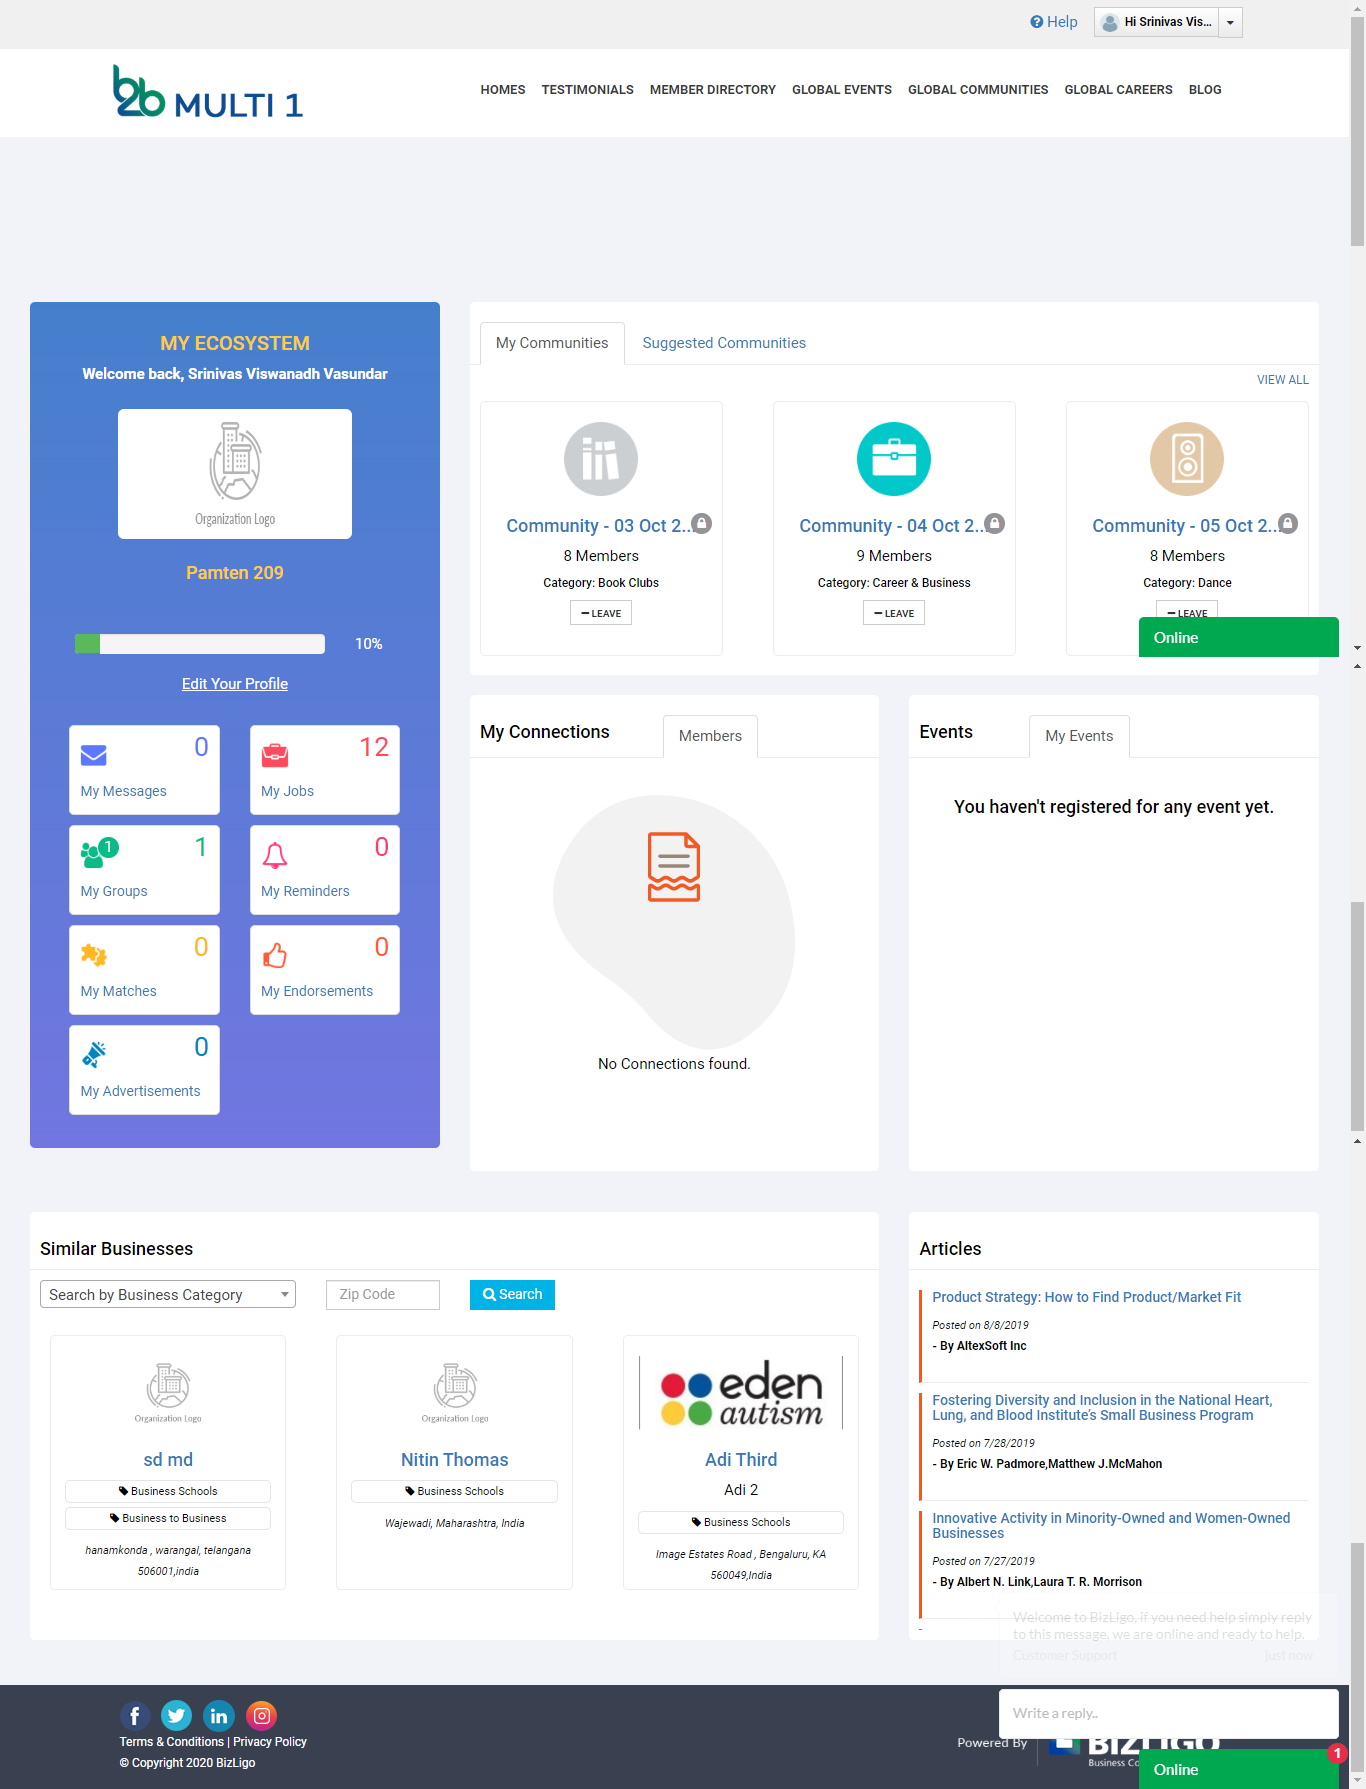 Help
Hi Srinivas Vis...
b2b MULTI 1
HOMES TESTIMONIALS MEMBER DIRECTORY GLOBAL EVENTS GLOBAL COMMUNITIES GLOBAL CAREERS BLOG
MY ECOSYSTEM
Welcome back, Srinivas Viswanadh Vasundar
Organization Logo
Pamten 209
10%
Edit Your Profile
0
My Messages
12
My Jobs
1
1
My Groups
0
My Reminders
0
My Matches
0
My Endorsements
0
My Advertisements
My Communities
Suggested Communities
VIEW ALL
Community - 03 Oct 2...
8 Members
Category: Book Clubs
LEAVE
Community - 04 Oct 2...
9 Members
Category: Career & Business
LEAVE
Community - 05 Oct 2...
8 Members
Category: Dance
LEAVE
Online
My Connections
Members
No Connections found.
Events
My Events
You haven't registered for any event yet.
Similar Businesses
Search by Business Category
Zip Code
Search
Organization Logo
sd md
Business Schools
Business to Business
hanamkonda , warangal, telangana
506001,india
Organization Logo
Nitin Thomas
Business Schools
Wajewadi, Maharashtra, India
eden
autism
Adi Third
Adi 2
Business Schools
Image Estates Road , Bengaluru, KA
560049,India
Articles
Product Strategy: How to Find Product/Market Fit
Posted on 8/8/2019
- By AltexSoft Inc
Fostering Diversity and Inclusion in the National Heart,
Lung, and Blood Institute's Small Business Program
Posted on 7/28/2019
- By Eric W. Padmore,Matthew J.McMahon
Innovative Activity in Minority-Owned and Women-Owned
Businesses
Posted on 7/27/2019
- By Albert N. Link,Laura T. R. Morrison
Welcome to BizLigo, if you need help simply reply
to this message, we are online and ready to help.
Customer Support just now
Write a reply..
Terms & Conditions | Privacy Policy
© Copyright 2020 BizLigo
Powered By
BIZLIGO
Business Co
1
Online